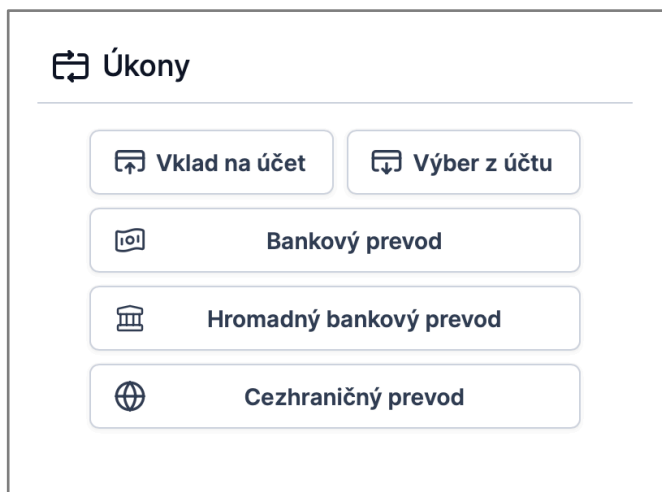 Úkony
Vklad na účet Výber z účtu
Bankový prevod
Hromadný bankový prevod
Cezhraničný prevod